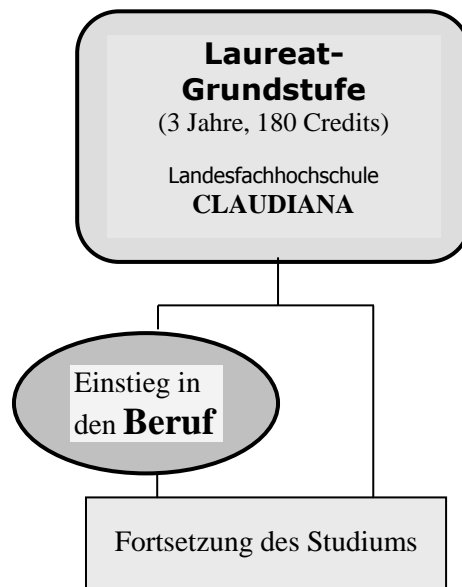 Laureat-
Grundstufe
(3 Jahre, 180 Credits)
Landesfachhochschule
CLAUDIANA
Einstieg in
den Beruf
Fortsetzung des Studiums